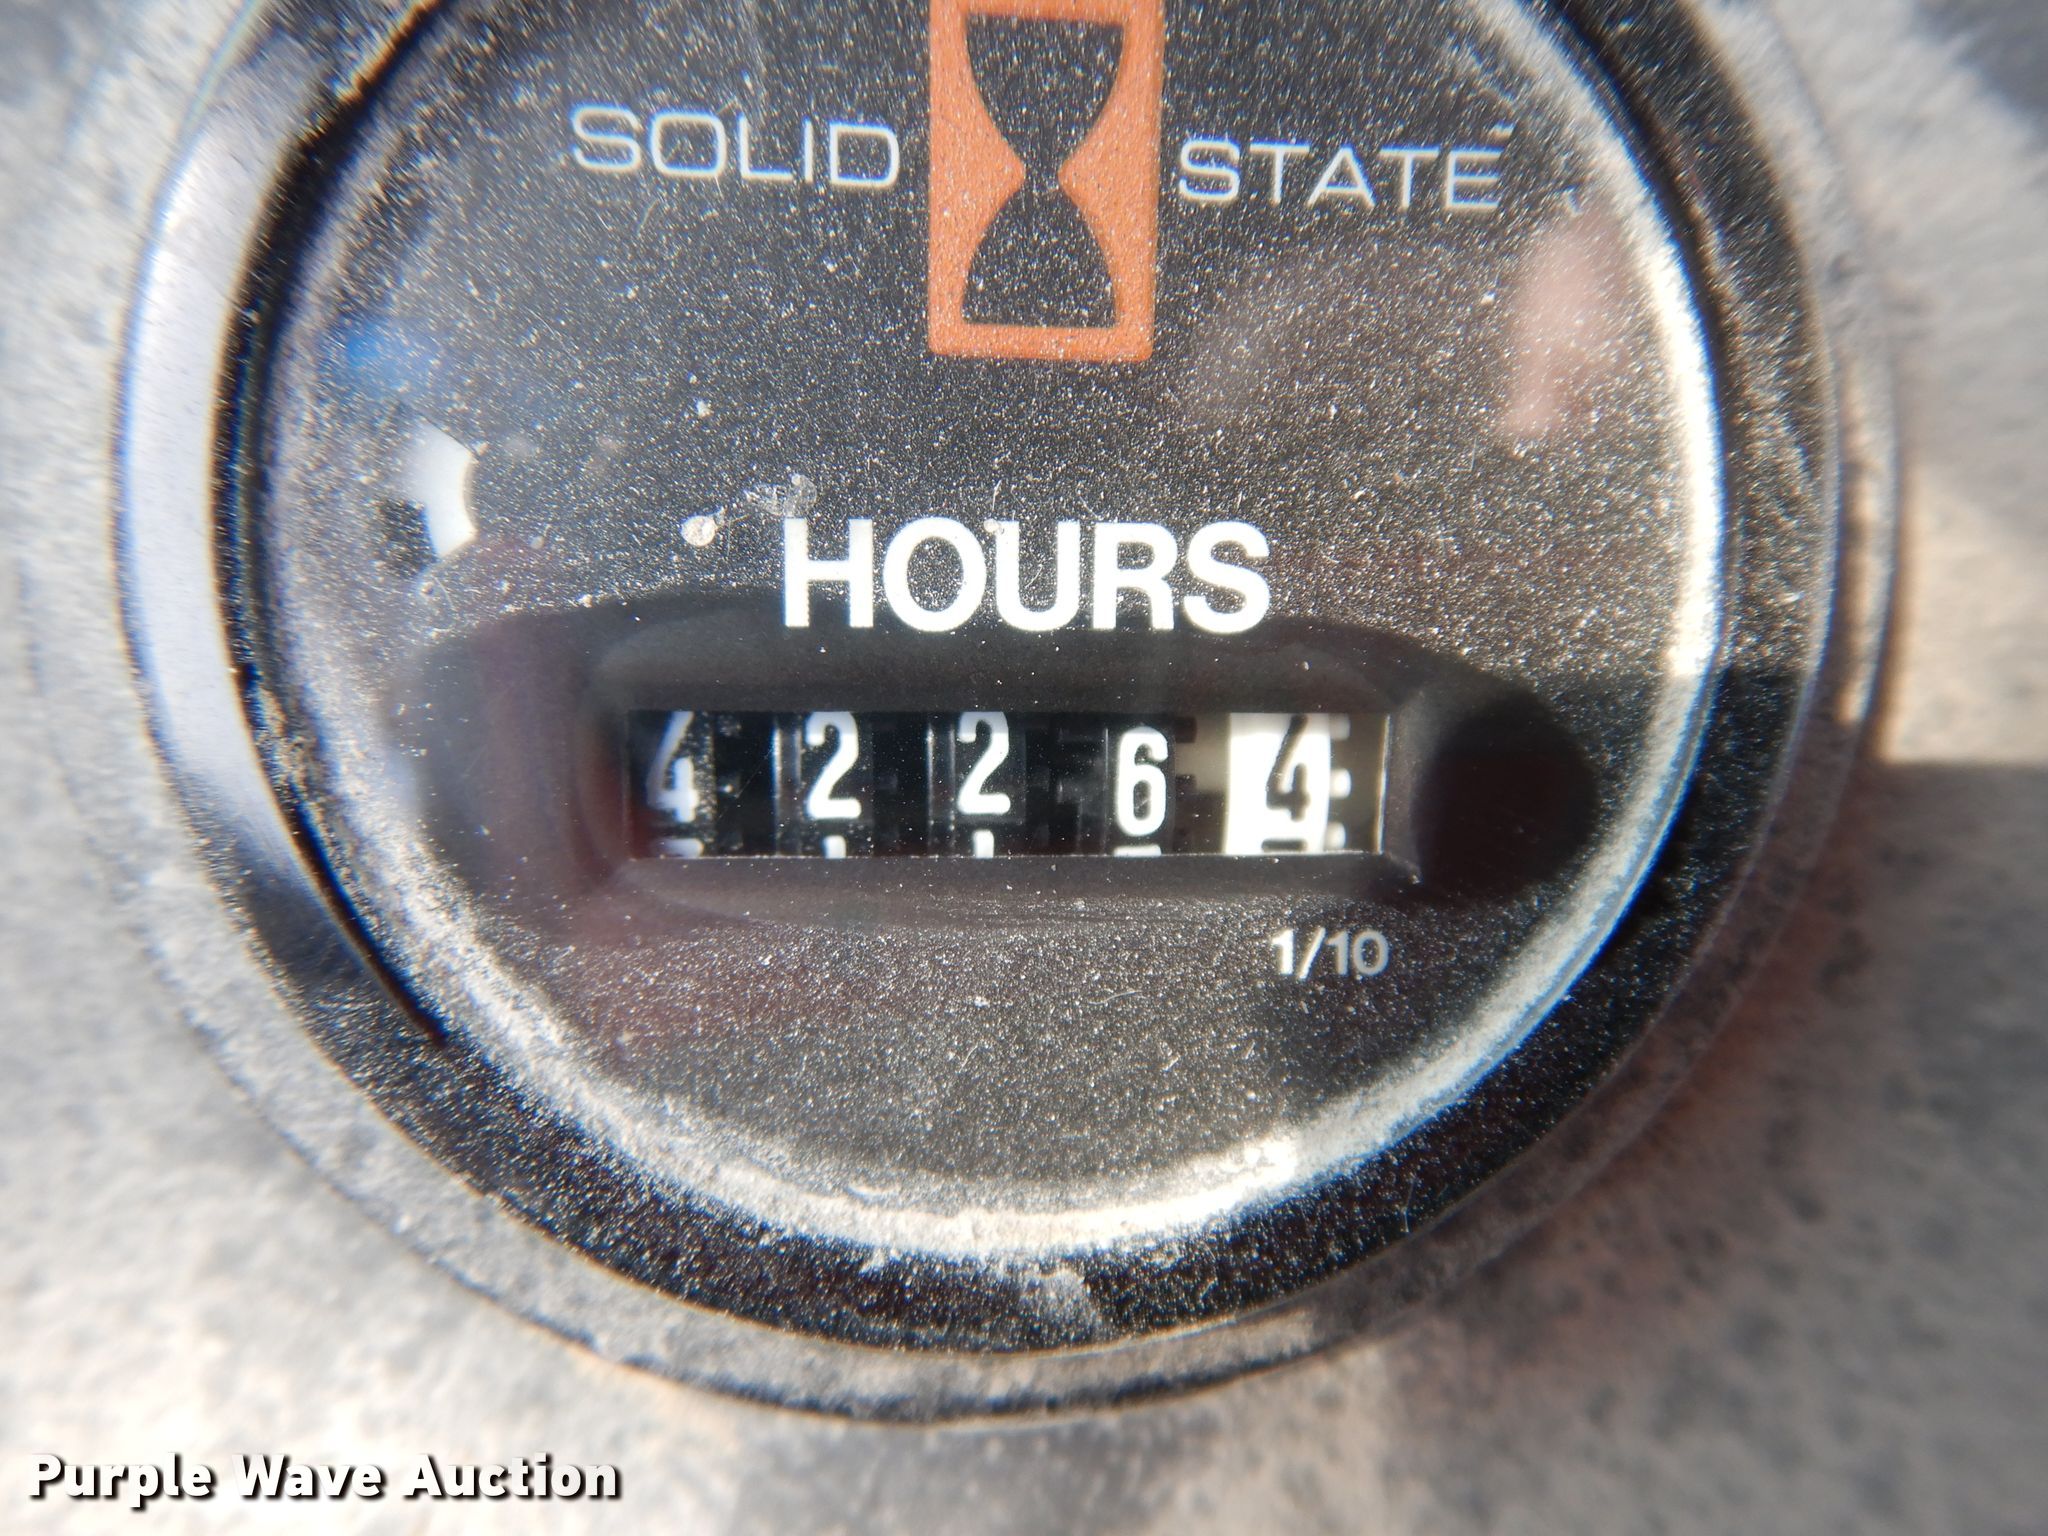 SOLID STATE
HOURS
4 2 2 6 4
1/10
Purple Wave Auction